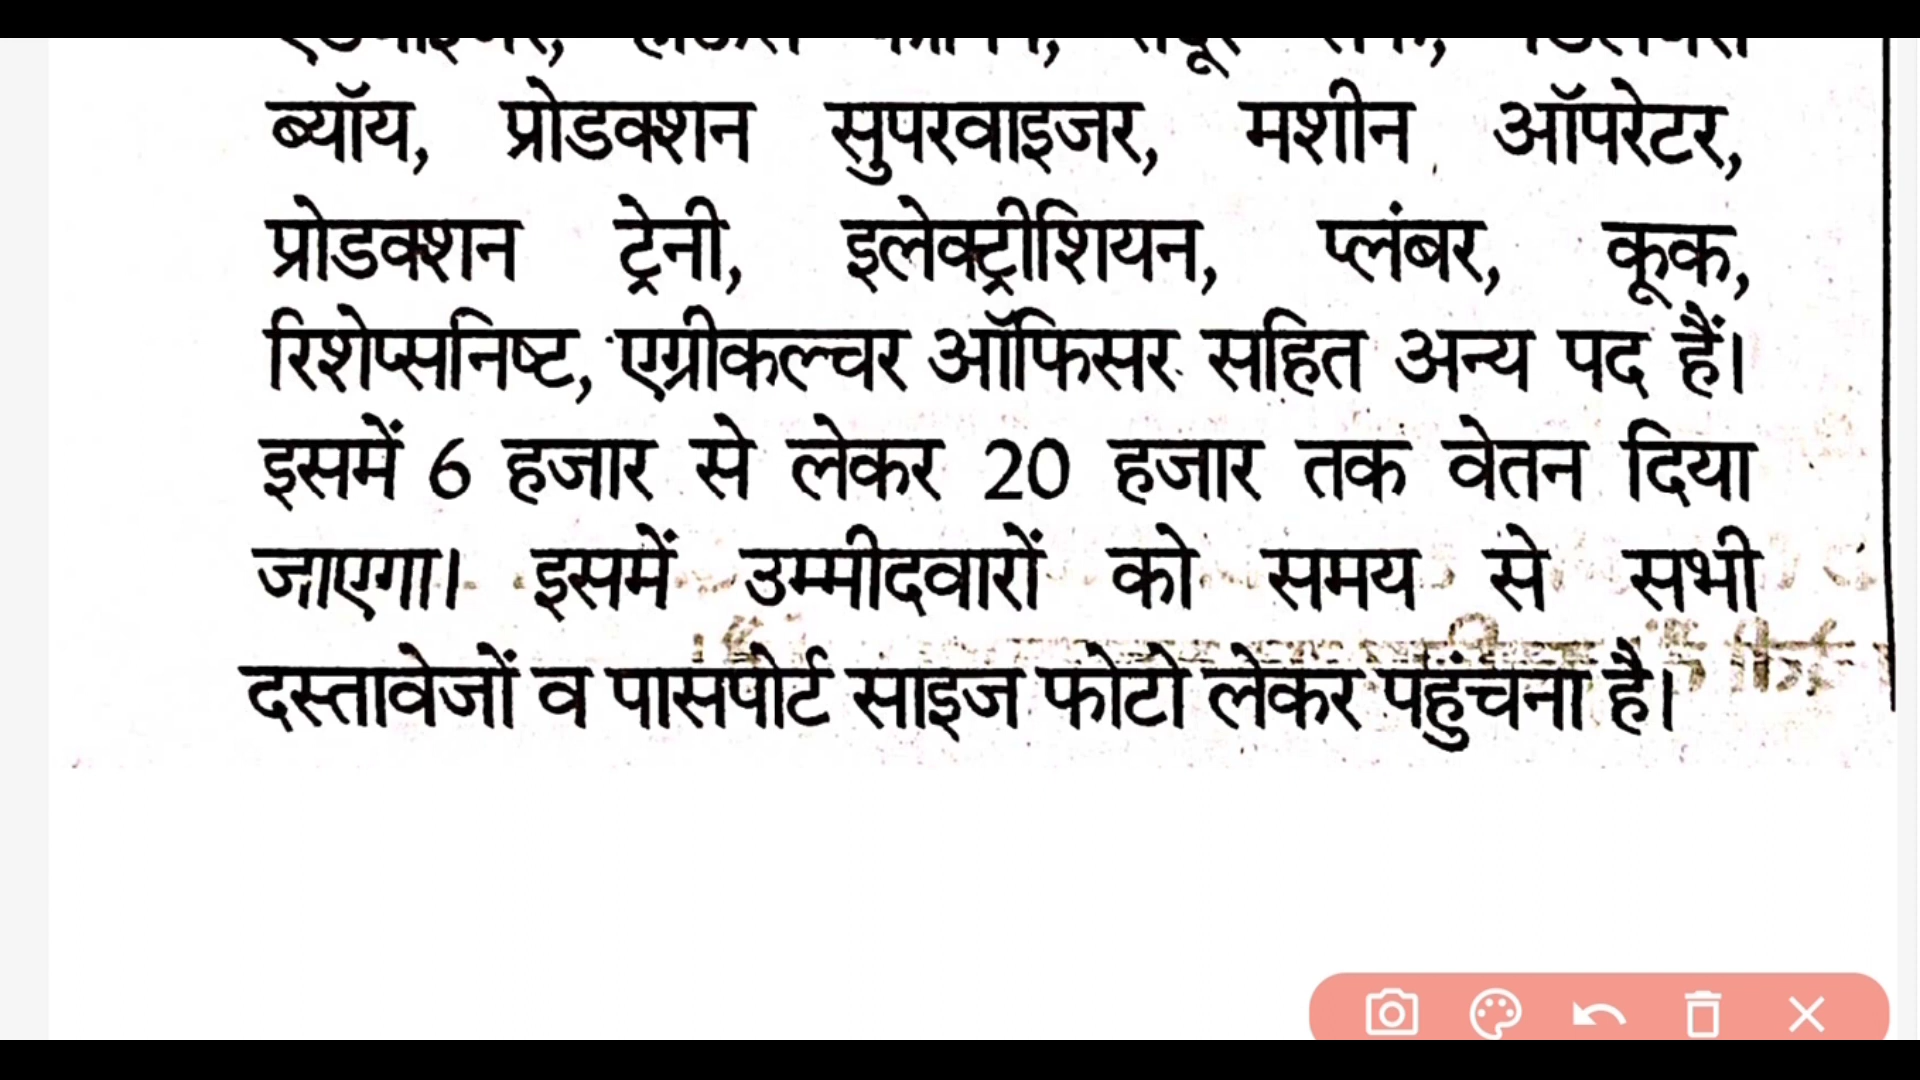 ब्यॉय, प्रोडक्शन सुपरवाइजर, मशीन ऑपरेटर,
प्रोडक्शन ट्रेनी, इलेक्ट्रीशियन, प्लंबर, कूक,
रिशेप्सनिष्ट, एग्रीकल्चर ऑफिसर सहित अन्य पद हैं।
इसमें 6 हजार से लेकर 20 हजार तक वेतन दिया
जाएगा। इसमें उम्मीदवारों को समय से सभी
दस्तावेजों व पासपोर्ट साइज फोटो लेकर पहुंचना है।